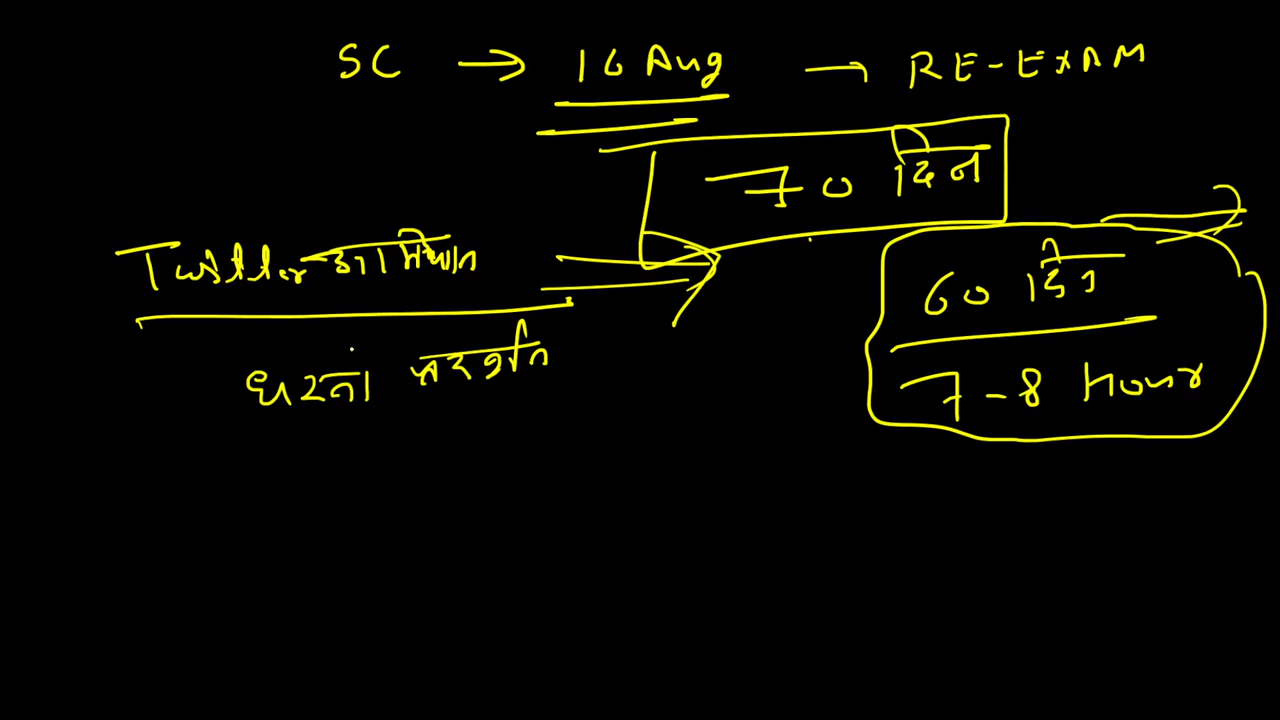 SC → 16 Aug → RE-EXAM
70 दिन
Twitter अभियान
60 दिन
धरना प्रदर्शन
7-8 Hour